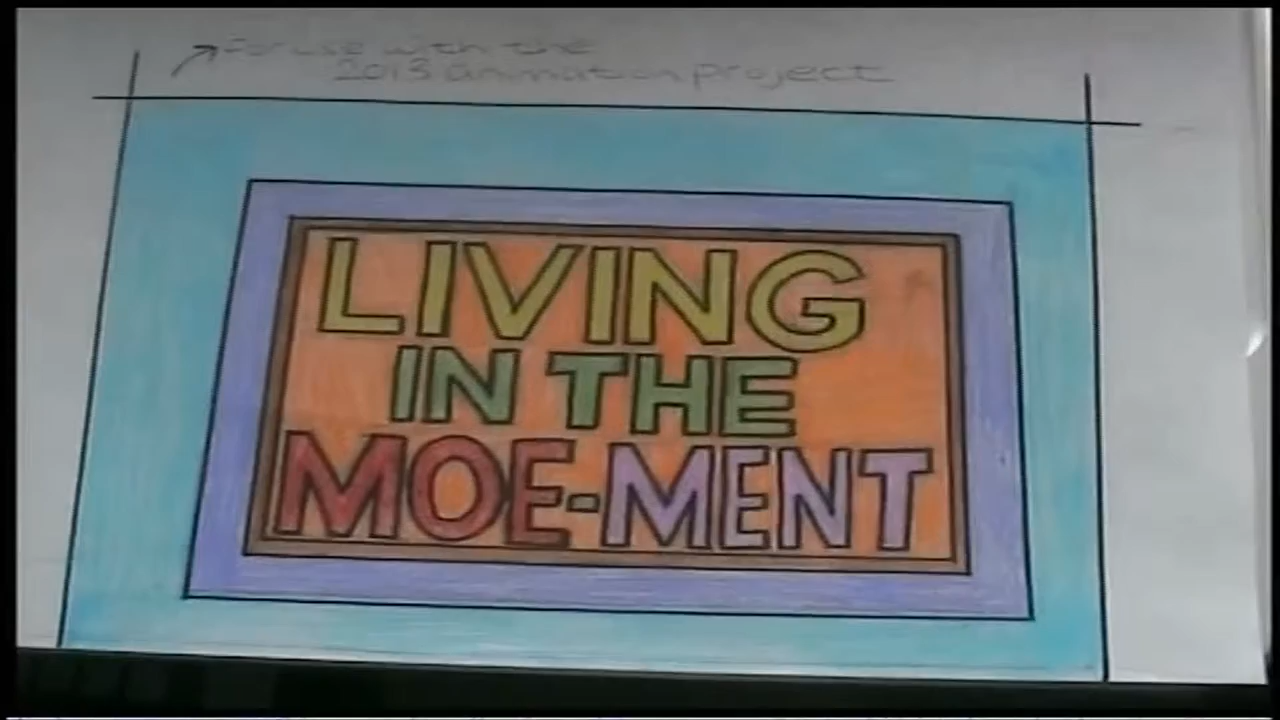 For use with the
2013 animation project
LIVING
IN THE
MOE-MENT